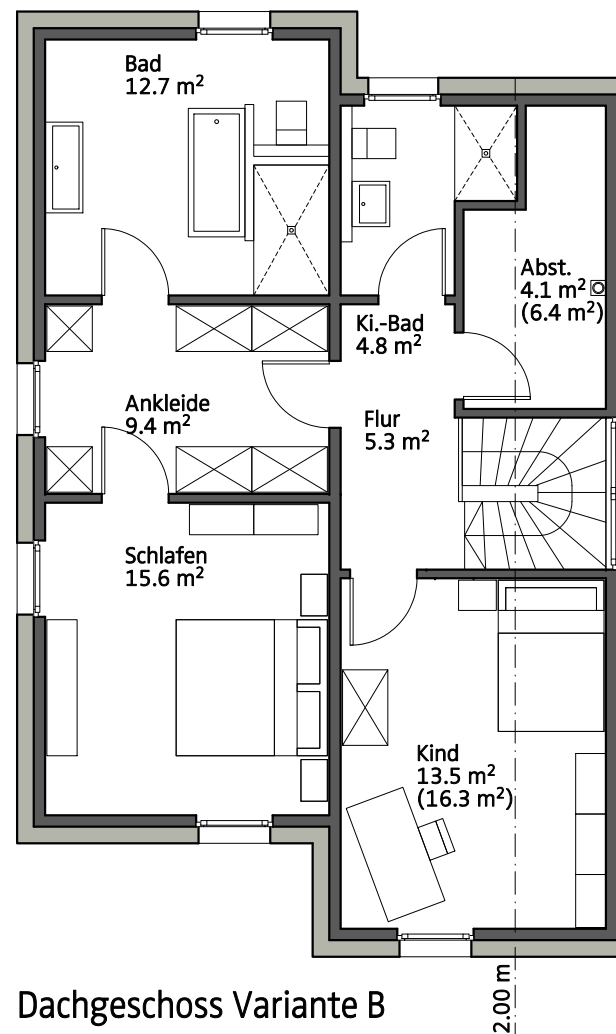 Bad
12.7 m²
Abst.
4.1 m²
(6.4 m²)
Ki.-Bad
4.8 m²
Ankleide
9.4 m²
Flur
5.3 m²
Schlafen
15.6 m²
Kind
13.5 m²
(16.3 m²)
2.00 m
Dachgeschoss Variante B